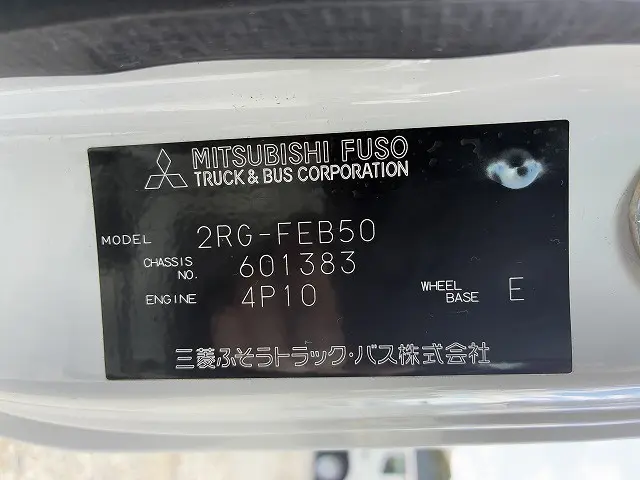 MITSUBISHI FUSO
TRUCK & BUS CORPORATION
MODEL 2RG-FEB50
CHASSIS NO. 601383
ENGINE 4P10 WHEEL BASE E
三菱ふそうトラック・バス株式会社